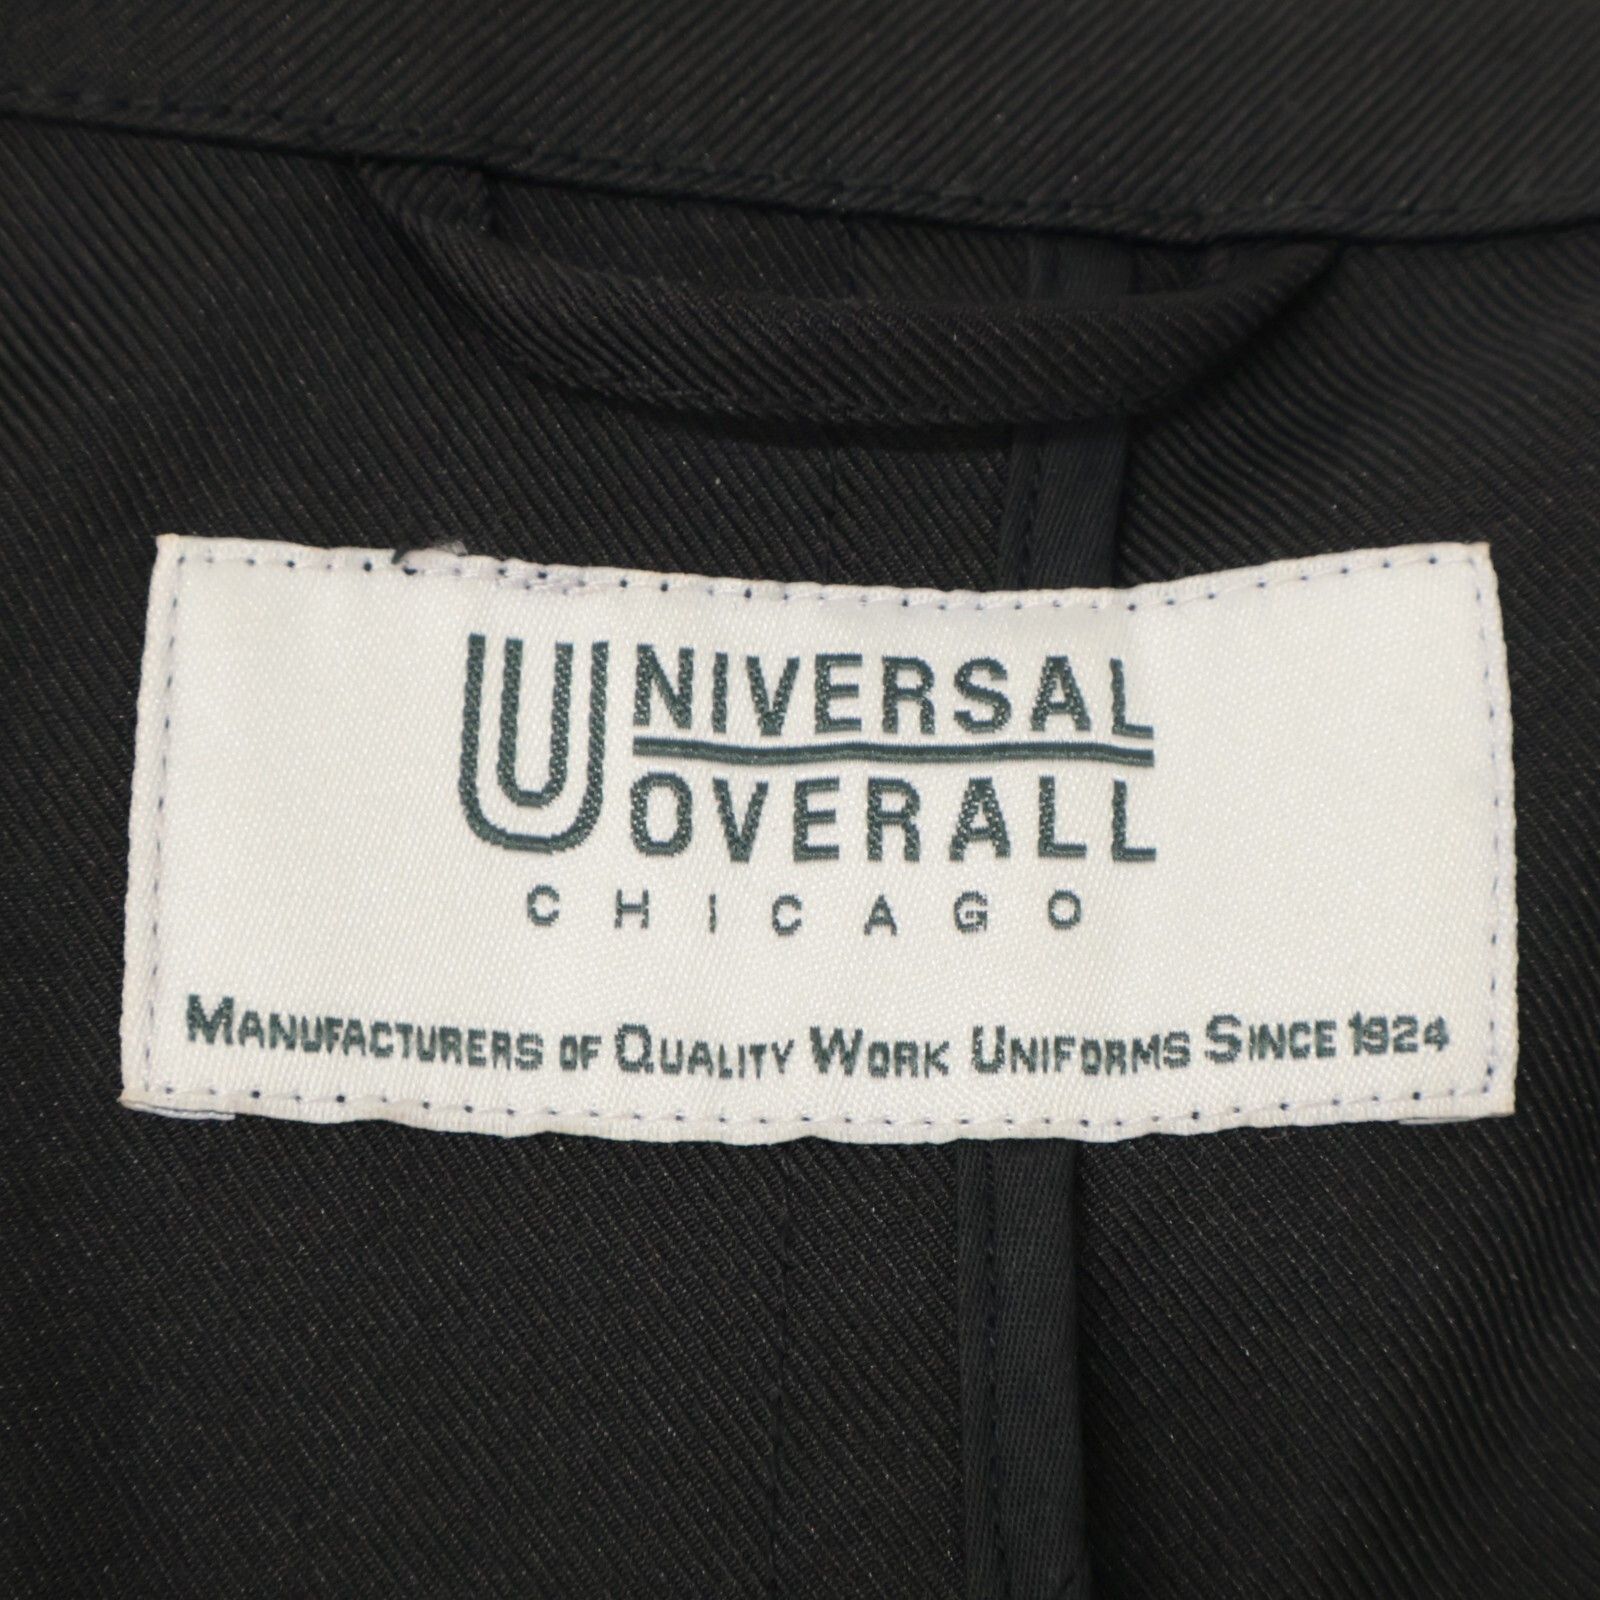 UNIVERSAL
OVERALL
CHICAGO
MANUFACTURERS OF QUALITY WORK UNIFORMS SINCE 1924